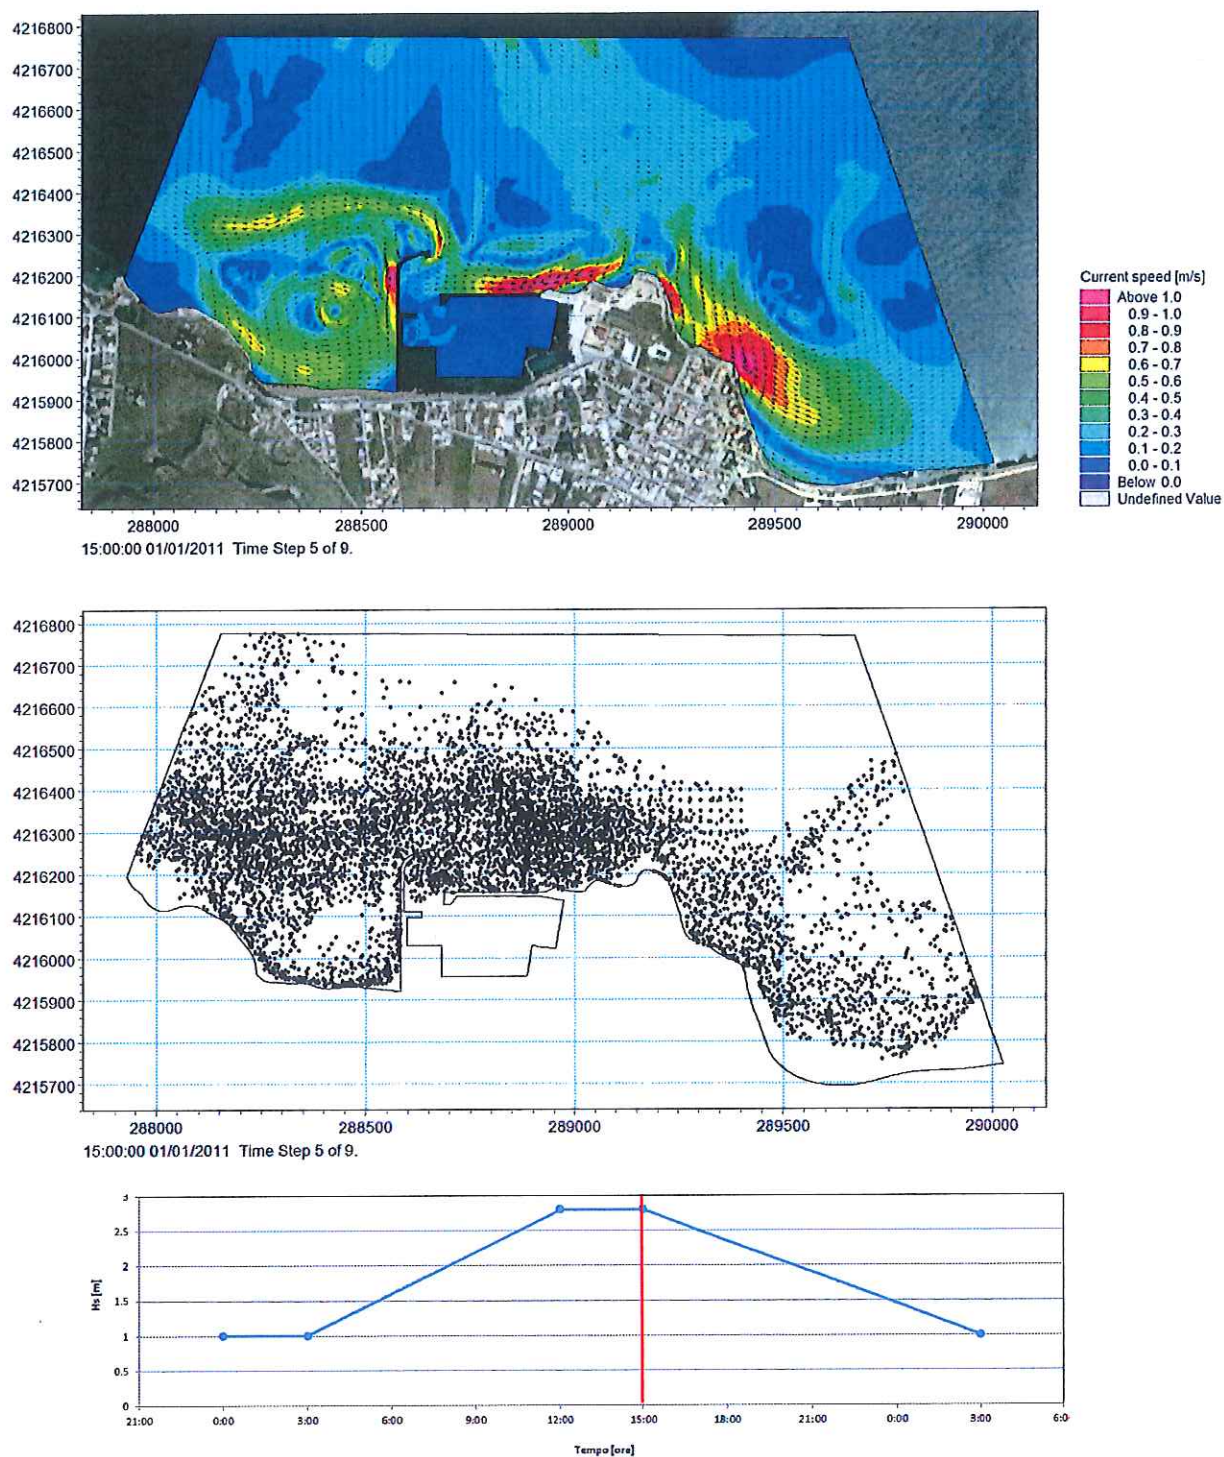 4216800
4216700
4216600
4216500
4216400
4216300
4216200
4216100
4216000
4215900
4215800
4215700
288000 288500 289000 289500 290000
15:00:00 01/01/2011 Time Step 5 of 9.
Current speed [m/s]
Above 1.0
0.9 - 1.0
0.8 - 0.9
0.7 - 0.8
0.6 - 0.7
0.5 - 0.6
0.4 - 0.5
0.3 - 0.4
0.2 - 0.3
0.1 - 0.2
0.0 - 0.1
Below 0.0
Undefined Value
4216800
4216700
4216600
4216500
4216400
4216300
4216200
4216100
4216000
4215900
4215800
4215700
288000 288500 289000 289500 290000
15:00:00 01/01/2011 Time Step 5 of 9.
3
2.5
2
1.5
1
0.5
0
Hs [m]
21:00 0:00 3:00 6:00 9:00 12:00 15:00 18:00 21:00 0:00 3:00 6:00
Tempo [ore]